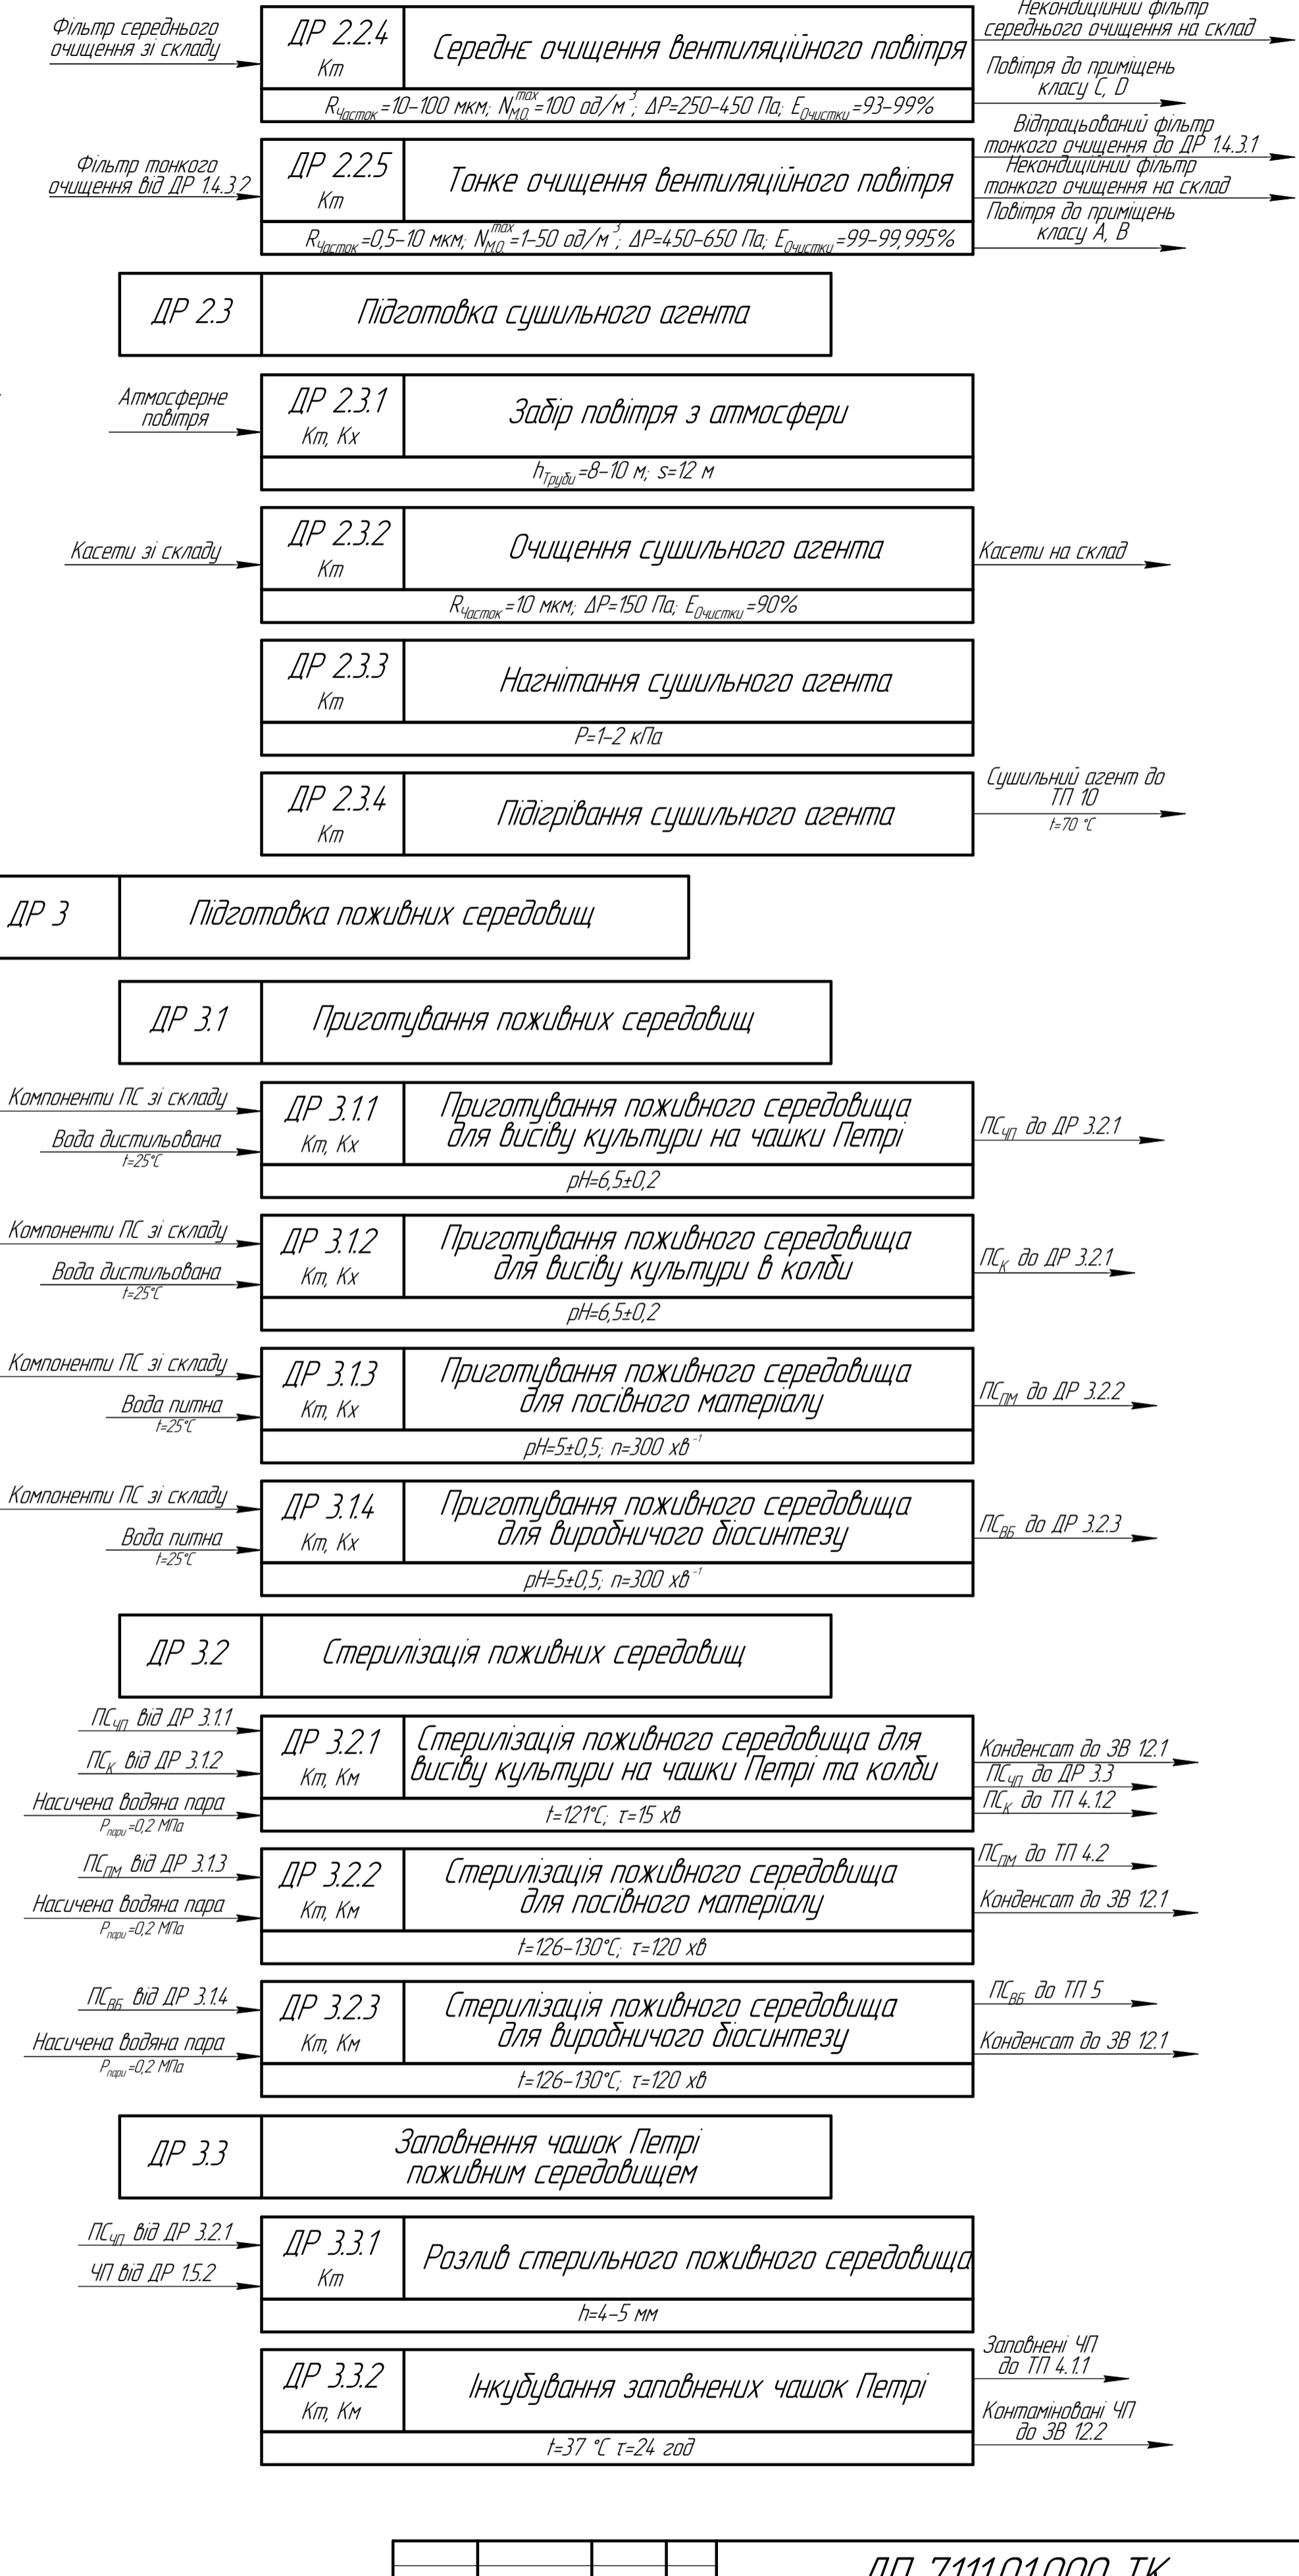 Фільтр середнього
очищення зі складу
ДР 2.2.4
Кт
Середнє очищення вентиляційного повітря
Некондиційний фільтр
середнього очищення на склад
Повітря до приміщень
класу C, D
RЧасток=10-100 мкм; NМ.О.max=100 од/м3; ΔP=250-450 Па; EОчистки=93-99%
Фільтр тонкого
очищення від ДР 1.4.3.2
ДР 2.2.5
Кт
Тонке очищення вентиляційного повітря
Відпрацьований фільтр
тонкого очищення до ДР 1.4.3.1
Некондиційний фільтр
тонкого очищення на склад
Повітря до приміщень
класу A, B
RЧасток=0,5-10 мкм; NМ.О.max=1-50 од/м3; ΔP=450-650 Па; EОчистки=99-99,995%
ДР 2.3
Підготовка сушильного агента
Атмосферне
повітря
ДР 2.3.1
Кт, Кх
Забір повітря з атмосфери
hТруби=8-10 м; s=12 м
Касети зі складу
ДР 2.3.2
Кт
Очищення сушильного агента
Касети на склад
RЧасток=10 мкм; ΔP=150 Па; EОчистки=90%
ДР 2.3.3
Кт
Нагнітання сушильного агента
P=1-2 кПа
ДР 2.3.4
Кт
Підігрівання сушильного агента
Сушильний агент до
ТП 10
t=70 °C
ДР 3
Підготовка поживних середовищ
ДР 3.1
Приготування поживних середовищ
Компоненти ПС зі складу
Вода дистильована
t=25°C
ДР 3.1.1
Кт, Кх
Приготування поживного середовища
для висіву культури на чашки Петрі
ПСЧП до ДР 3.2.1
pH=6,5±0,2
Компоненти ПС зі складу
Вода дистильована
t=25°C
ДР 3.1.2
Кт, Кх
Приготування поживного середовища
для висіву культури в колби
ПСК до ДР 3.2.1
pH=6,5±0,2
Компоненти ПС зі складу
Вода питна
t=25°C
ДР 3.1.3
Кт, Кх
Приготування поживного середовища
для посівного матеріалу
ПСПМ до ДР 3.2.2
pH=5±0,5; n=300 хв-1
Компоненти ПС зі складу
Вода питна
t=25°C
ДР 3.1.4
Кт, Кх
Приготування поживного середовища
для виробничого біосинтезу
ПСВБ до ДР 3.2.3
pH=5±0,5; n=300 хв-1
ДР 3.2
Стерилізація поживних середовищ
ПСЧП від ДР 3.1.1
ПСК від ДР 3.1.2
Насичена водяна пара
Pпари=0,2 МПа
ДР 3.2.1
Кт, Км
Стерилізація поживного середовища для
висіву культури на чашки Петрі та колби
Конденсат до ЗВ 12.1
ПСЧП до ДР 3.3
ПСК до ТП 4.1.2
t=121°C; τ=15 хв
ПСПМ від ДР 3.1.3
Насичена водяна пара
Pпари=0,2 МПа
ДР 3.2.2
Кт, Км
Стерилізація поживного середовища
для посівного матеріалу
ПСПМ до ТП 4.2
Конденсат до ЗВ 12.1
t=126-130°C; τ=120 хв
ПСВБ від ДР 3.1.4
Насичена водяна пара
Pпари=0,2 МПа
ДР 3.2.3
Кт, Км
Стерилізація поживного середовища
для виробничого біосинтезу
ПСВБ до ТП 5
Конденсат до ЗВ 12.1
t=126-130°C; τ=120 хв
ДР 3.3
Заповнення чашок Петрі
поживним середовищем
ПСЧП від ДР 3.2.1
ЧП від ДР 1.5.2
ДР 3.3.1
Кт
Розлив стерильного поживного середовища
h=4-5 мм
ДР 3.3.2
Кт, Км
Інкубування заповнених чашок Петрі
Заповнені ЧП
до ТП 4.1.1
Контаміновані ЧП
до ЗВ 12.2
t=37 °C τ=24 год
ДП 711101.000 ТК